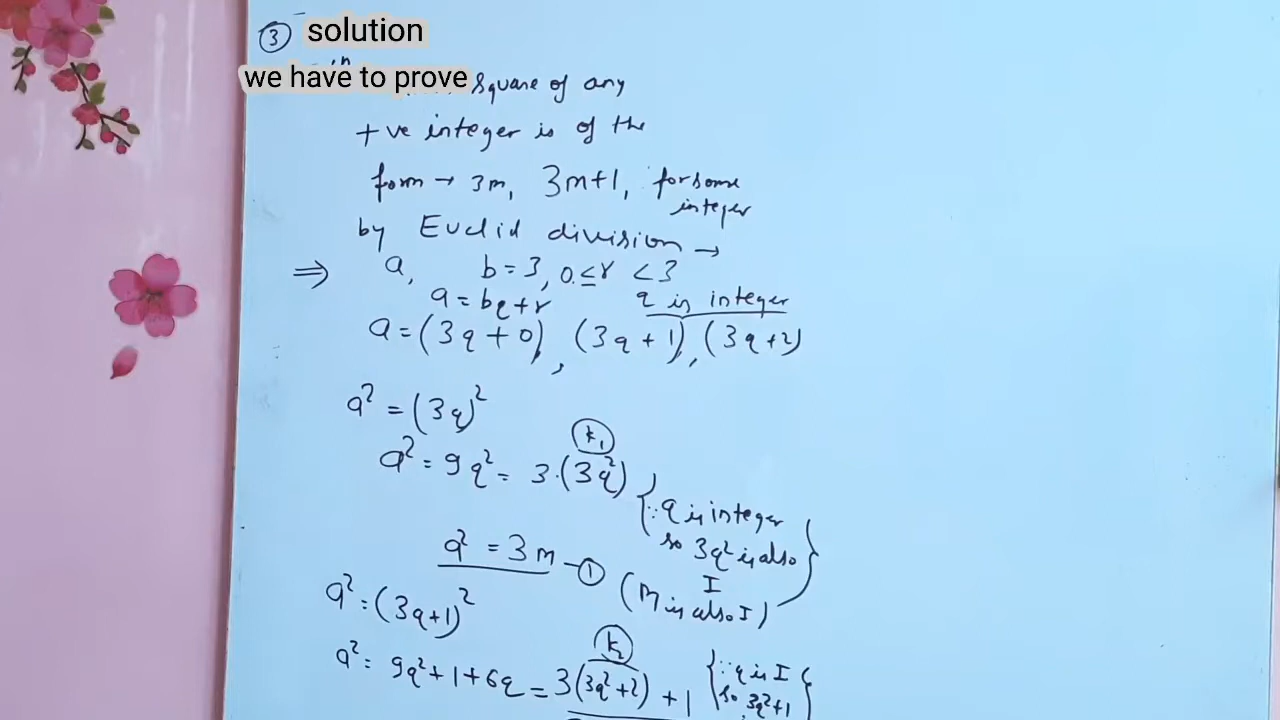 ③ solution
we have to prove square of any
+ve integer is of the
form → 3m, 3m+1, for some
integer
by Euclid division →
⇒ a, b = 3, 0 ≤ r < 3
a = bq + r q is integer
a = (3q + 0), (3q + 1), (3q + 2)
a² = (3q)²
k₁
a² = 9q² = 3·(3q²)
{∵ q is integer
so 3q² is also
I
a² = 3m — ① (m is also I)
a² = (3q+1)²
k₂
a² = 9q² + 1 + 6q = 3(3q²+2) + 1
{∵ q is I
so 3q²+1